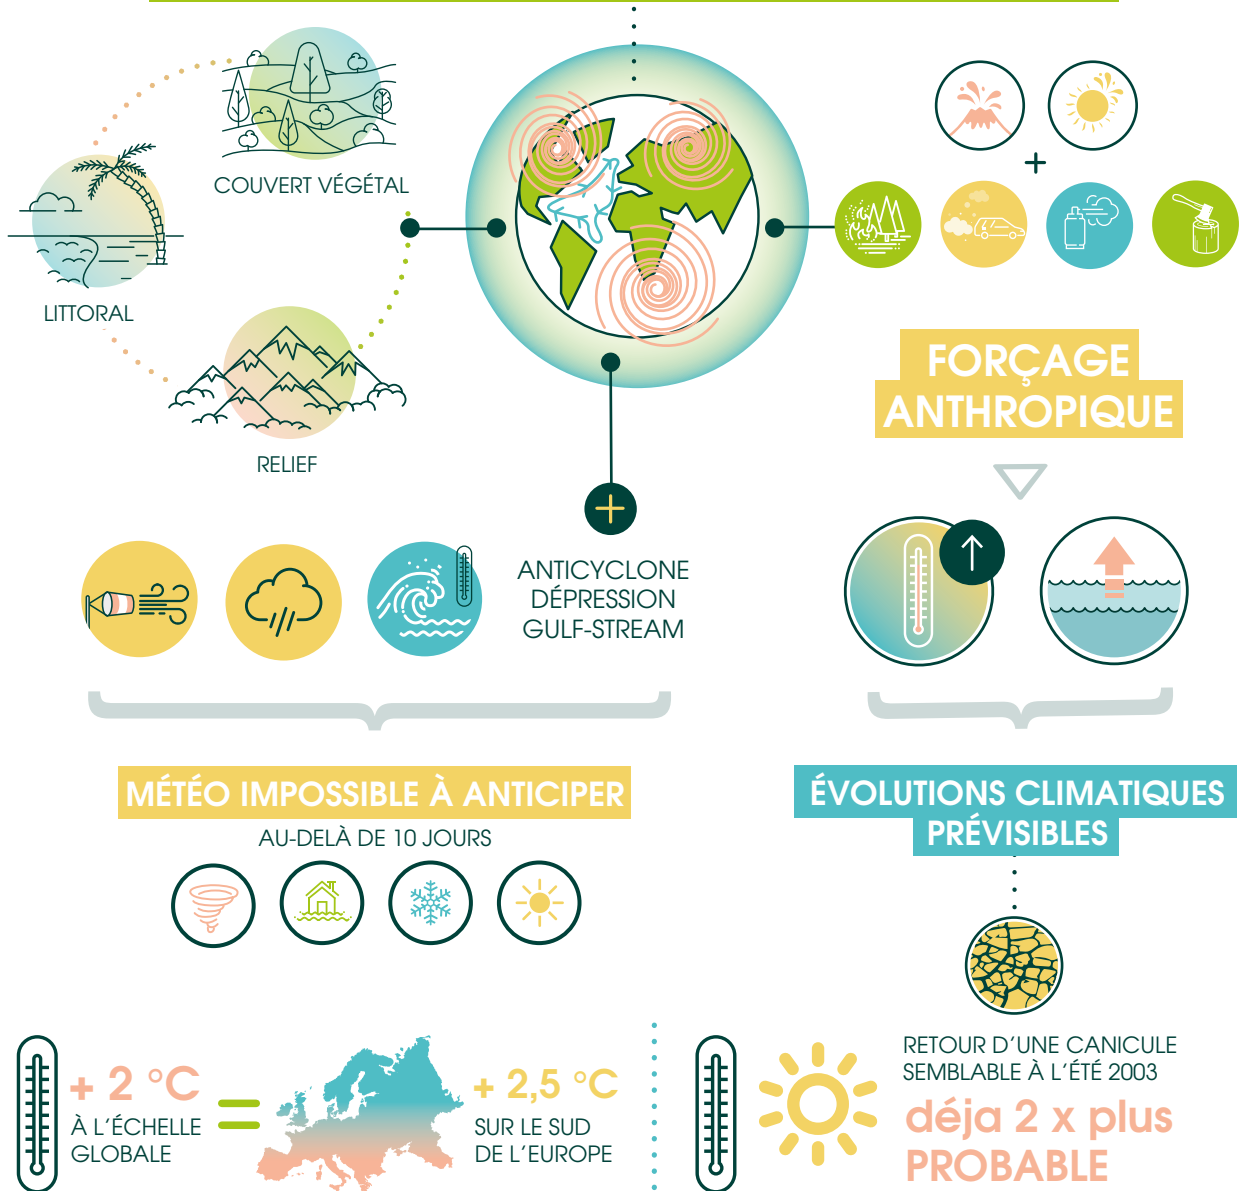 COUVERT VÉGÉTAL
LITTORAL
RELIEF
ANTICYCLONE
DÉPRESSION
GULF-STREAM
FORÇAGE
ANTHROPIQUE
MÉTÉO IMPOSSIBLE À ANTICIPER
AU-DELÀ DE 10 JOURS
ÉVOLUTIONS CLIMATIQUES
PRÉVISIBLES
+ 2 °C
À L'ÉCHELLE
GLOBALE
=
+ 2,5 °C
SUR LE SUD
DE L'EUROPE
RETOUR D'UNE CANICULE
SEMBLABLE À L'ÉTÉ 2003
déja 2 x plus
PROBABLE